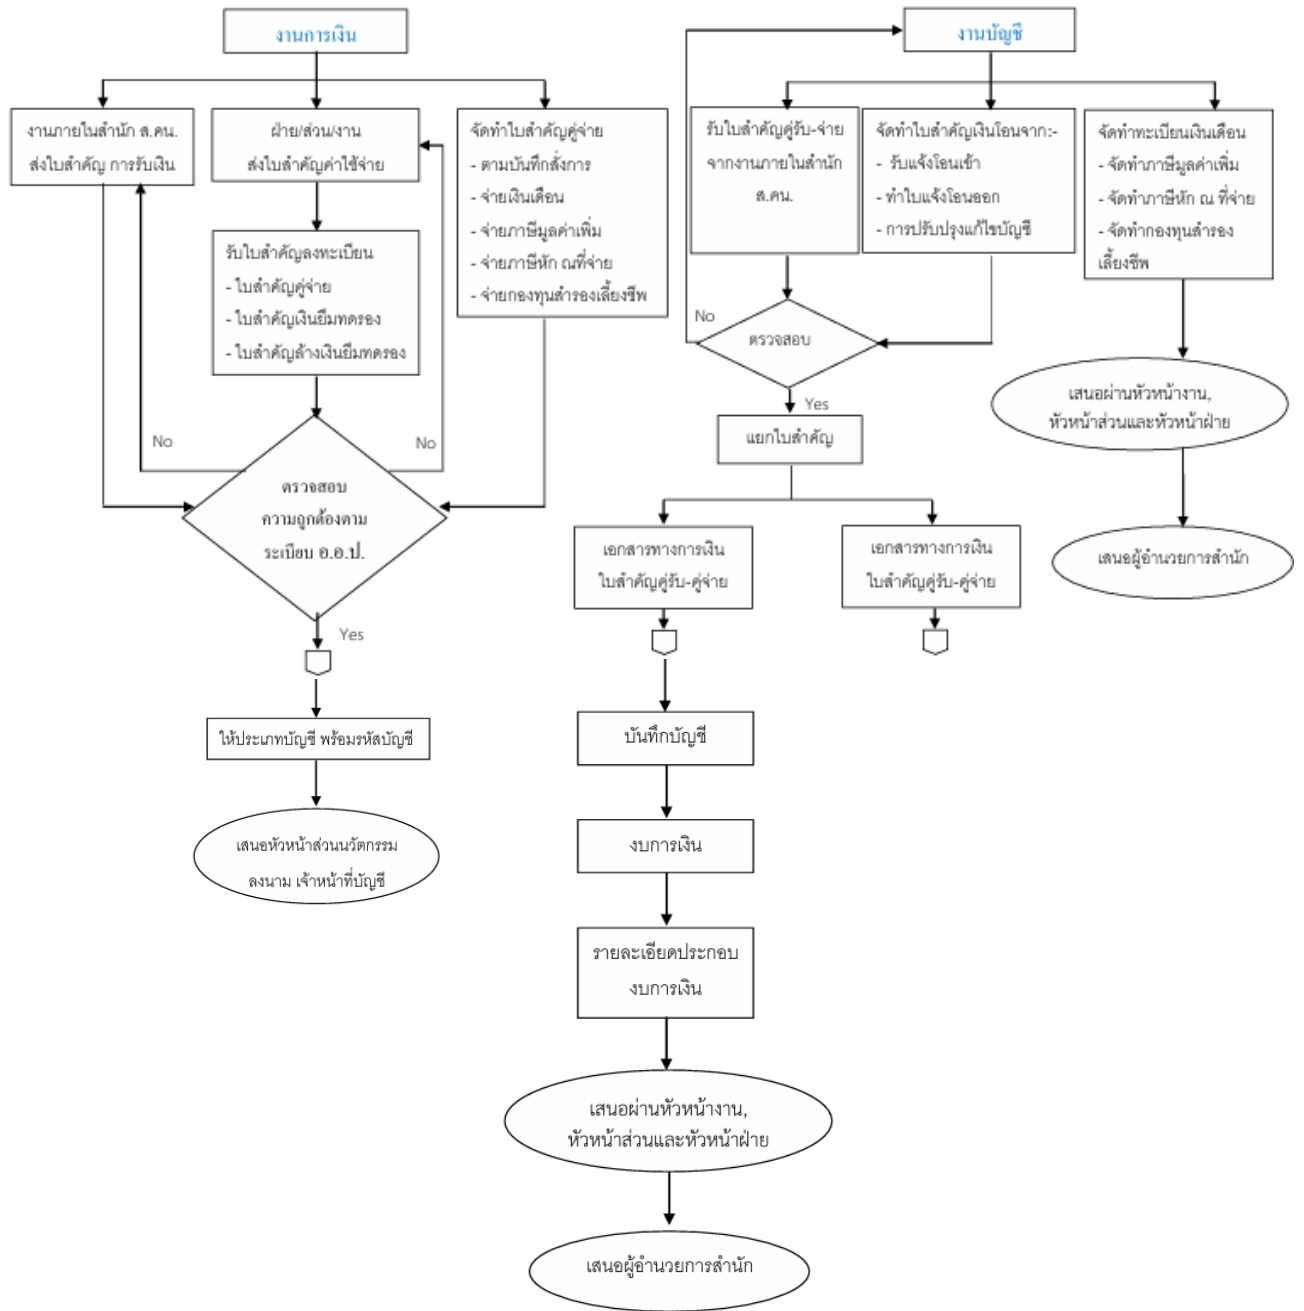 งานการเงิน
งานภายในสำนัก ส.คน.
ส่งใบสำคัญ การรับเงิน
ฝ่าย/ส่วน/งาน
ส่งใบสำคัญค่าใช้จ่าย
จัดทำใบสำคัญคู่จ่าย
- ตามบันทึกสั่งการ
- จ่ายเงินเดือน
- จ่ายภาษีมูลค่าเพิ่ม
- จ่ายภาษีหัก ณที่จ่าย
- จ่ายกองทุนสำรองเลี้ยงชีพ
รับใบสำคัญลงทะเบียน
- ใบสำคัญคู่จ่าย
- ใบสำคัญเงินยืมทดรอง
- ใบสำคัญล้างเงินยืมทดรอง
No
No
ตรวจสอบ
ความถูกต้องตาม
ระเบียบ อ.อ.ป.
Yes
ให้ประเภทบัญชี พร้อมรหัสบัญชี
เสนอหัวหน้าส่วนนวัตกรรม
ลงนาม เจ้าหน้าที่บัญชี
งานบัญชี
รับใบสำคัญคู่รับ-จ่าย
จากงานภายในสำนัก
ส.คน.
จัดทำใบสำคัญเงินโอนจาก:-
- รับแจ้งโอนเข้า
- ทำใบแจ้งโอนออก
- การปรับปรุงแก้ไขบัญชี
จัดทำทะเบียนเงินเดือน
- จัดทำภาษีมูลค่าเพิ่ม
- จัดทำภาษีหัก ณ ที่จ่าย
- จัดทำกองทุนสำรอง
เลี้ยงชีพ
No
ตรวจสอบ
Yes
แยกใบสำคัญ
เอกสารทางการเงิน
ใบสำคัญคู่รับ-คู่จ่าย
เอกสารทางการเงิน
ใบสำคัญคู่รับ-คู่จ่าย
เสนอผ่านหัวหน้างาน,
หัวหน้าส่วนและหัวหน้าฝ่าย
เสนอผู้อำนวยการสำนัก
บันทึกบัญชี
งบการเงิน
รายละเอียดประกอบ
งบการเงิน
เสนอผ่านหัวหน้างาน,
หัวหน้าส่วนและหัวหน้าฝ่าย
เสนอผู้อำนวยการสำนัก